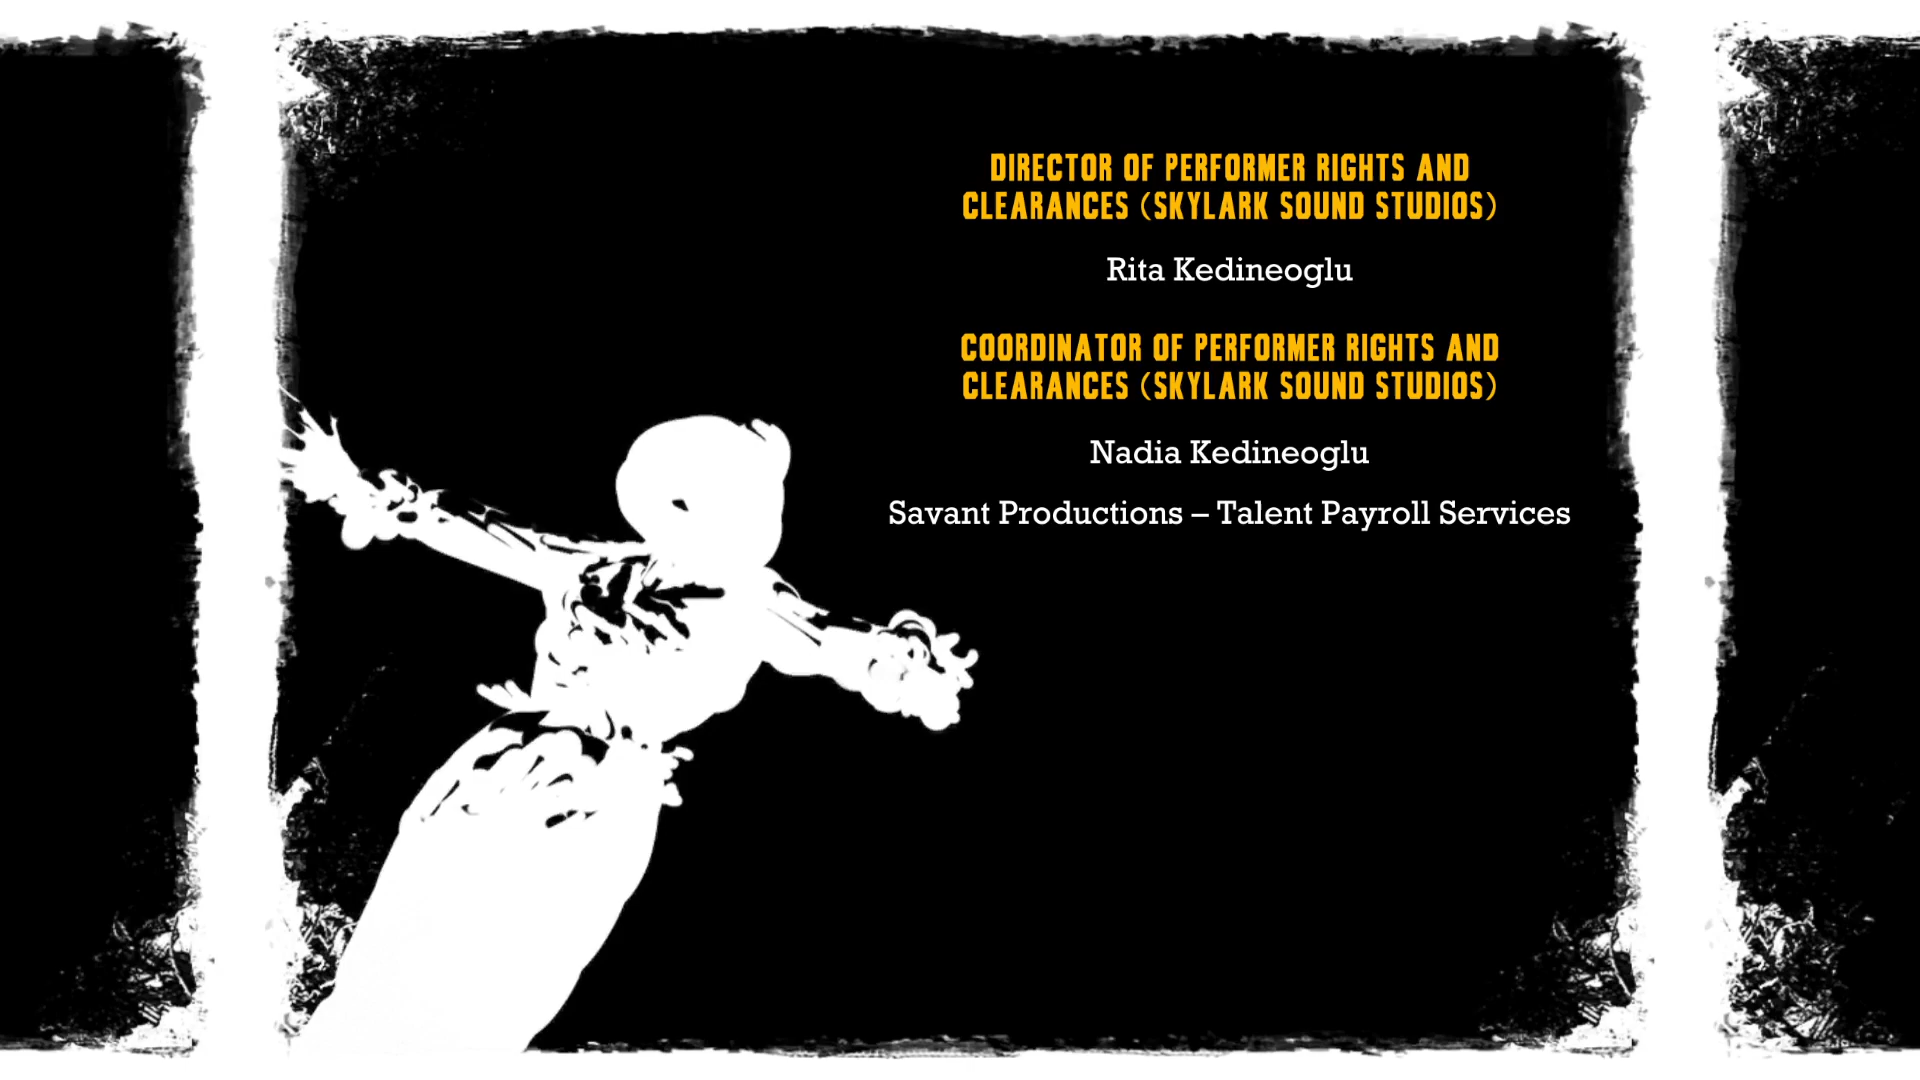 DIRECTOR OF PERFORMER RIGHTS AND
CLEARANCES (SKYLARK SOUND STUDIOS)
Rita Kedineoglu
COORDINATOR OF PERFORMER RIGHTS AND
CLEARANCES (SKYLARK SOUND STUDIOS)
Nadia Kedineoglu
Savant Productions – Talent Payroll Services